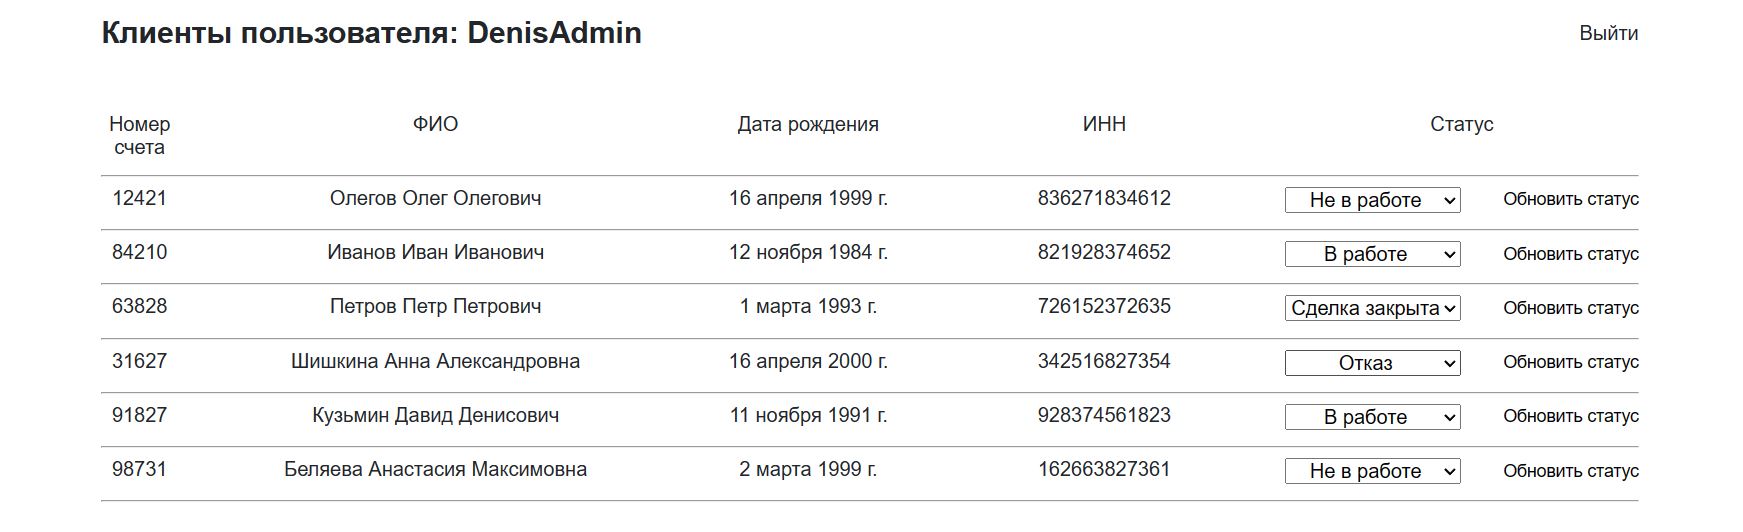 Клиенты пользователя: DenisAdmin Выйти
Номер счета ФИО Дата рождения ИНН Статус
12421 Олегов Олег Олегович 16 апреля 1999 г. 836271834612 Не в работе Обновить статус
84210 Иванов Иван Иванович 12 ноября 1984 г. 821928374652 В работе Обновить статус
63828 Петров Петр Петрович 1 марта 1993 г. 726152372635 Сделка закрыта Обновить статус
31627 Шишкина Анна Александровна 16 апреля 2000 г. 342516827354 Отказ Обновить статус
91827 Кузьмин Давид Денисович 11 ноября 1991 г. 928374561823 В работе Обновить статус
98731 Беляева Анастасия Максимовна 2 марта 1999 г. 162663827361 Не в работе Обновить статус